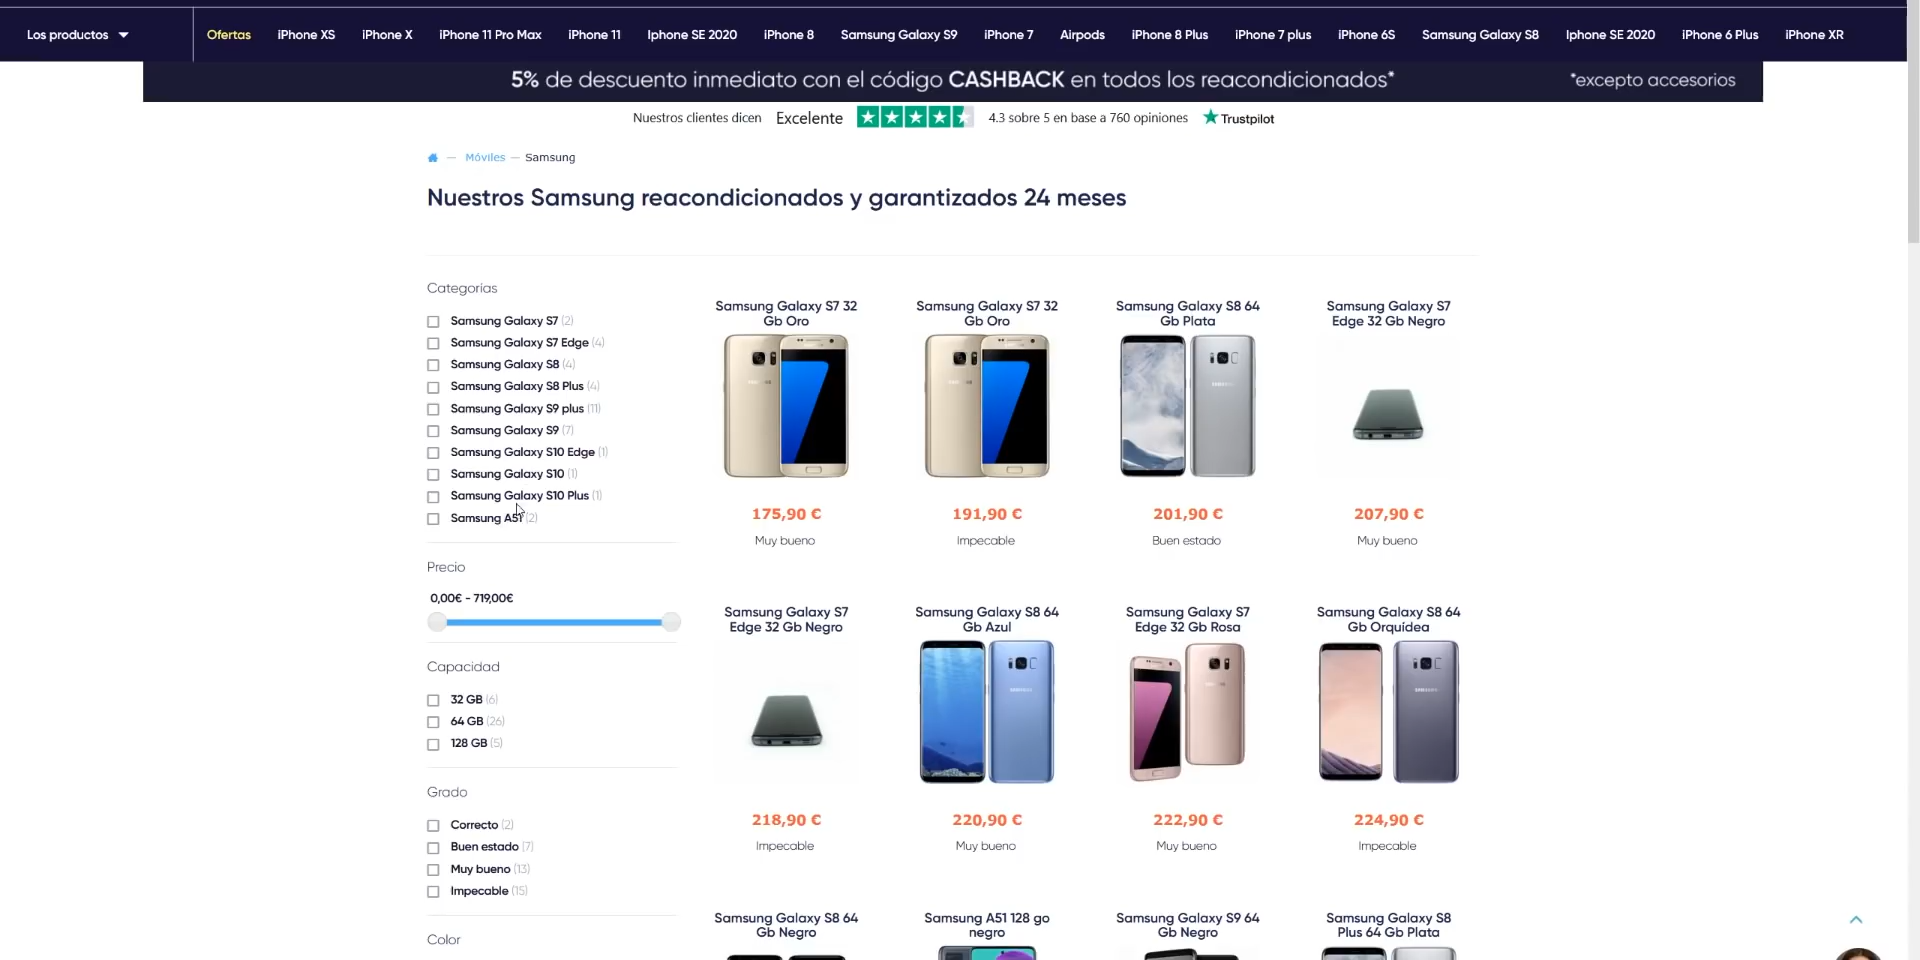 Los productos
Ofertas
iPhone XS
iPhone X
iPhone 11 Pro Max
iPhone 11
Iphone SE 2020
iPhone 8
Samsung Galaxy S9
iPhone 7
Airpods
iPhone 8 Plus
iPhone 7 plus
iPhone 6S
Samsung Galaxy S8
Iphone SE 2020
iPhone 6 Plus
iPhone XR
5% de descuento inmediato con el código CASHBACK en todos los reacondicionados*
*excepto accesorios
Nuestros clientes dicen Excelente 4.3 sobre 5 en base a 760 opiniones Trustpilot
— Móviles — Samsung
Nuestros Samsung reacondicionados y garantizados 24 meses
Categorías
Samsung Galaxy S7 (2)
Samsung Galaxy S7 Edge (4)
Samsung Galaxy S8 (4)
Samsung Galaxy S8 Plus (4)
Samsung Galaxy S9 plus (11)
Samsung Galaxy S9 (7)
Samsung Galaxy S10 Edge (1)
Samsung Galaxy S10 (1)
Samsung Galaxy S10 Plus (1)
Samsung A51 (2)
Precio
0,00€ - 719,00€
Capacidad
32 GB (6)
64 GB (26)
128 GB (5)
Grado
Correcto (2)
Buen estado (7)
Muy bueno (13)
Impecable (15)
Color
Samsung Galaxy S7 32
Gb Oro
175,90 €
Muy bueno
Samsung Galaxy S7 32
Gb Oro
191,90 €
Impecable
Samsung Galaxy S8 64
Gb Plata
201,90 €
Buen estado
Samsung Galaxy S7
Edge 32 Gb Negro
207,90 €
Muy bueno
Samsung Galaxy S7
Edge 32 Gb Negro
218,90 €
Impecable
Samsung Galaxy S8 64
Gb Azul
220,90 €
Muy bueno
Samsung Galaxy S7
Edge 32 Gb Rosa
222,90 €
Muy bueno
Samsung Galaxy S8 64
Gb Orquídea
224,90 €
Impecable
Samsung Galaxy S8 64
Gb Negro
Samsung A51 128 go
negro
Samsung Galaxy S9 64
Gb Negro
Samsung Galaxy S8
Plus 64 Gb Plata